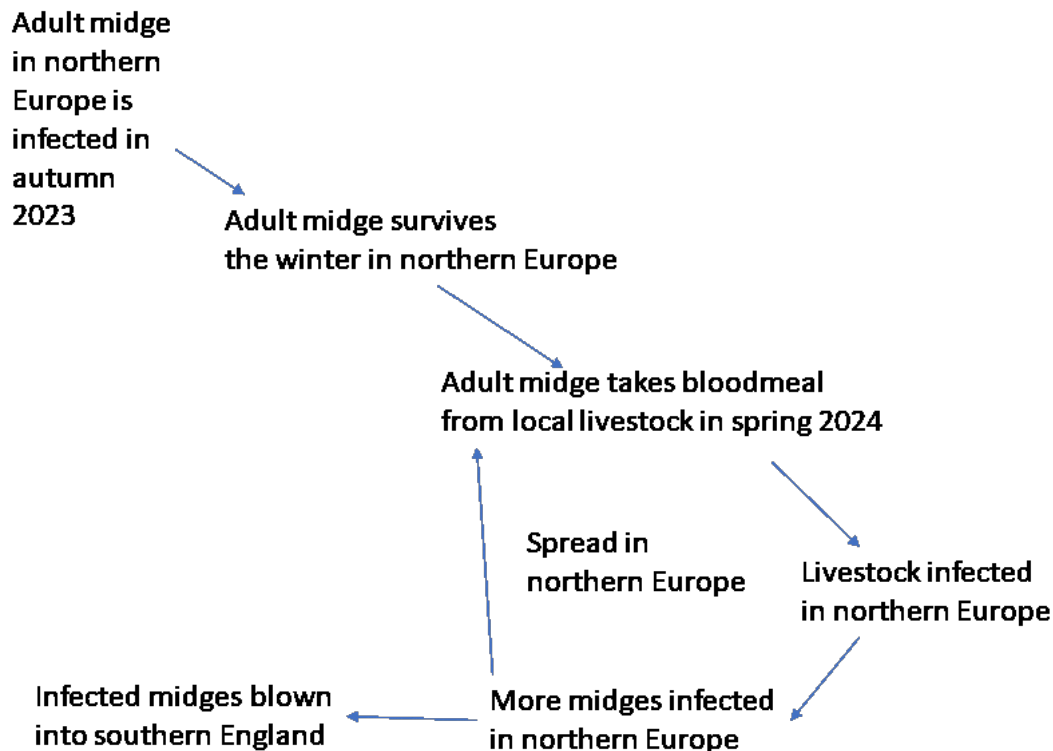 Adult midge
in northern
Europe is
infected in
autumn
2023
Adult midge survives
the winter in northern Europe
Adult midge takes bloodmeal
from local livestock in spring 2024
Spread in
northern Europe
Livestock infected
in northern Europe
More midges infected
in northern Europe
Infected midges blown
into southern England